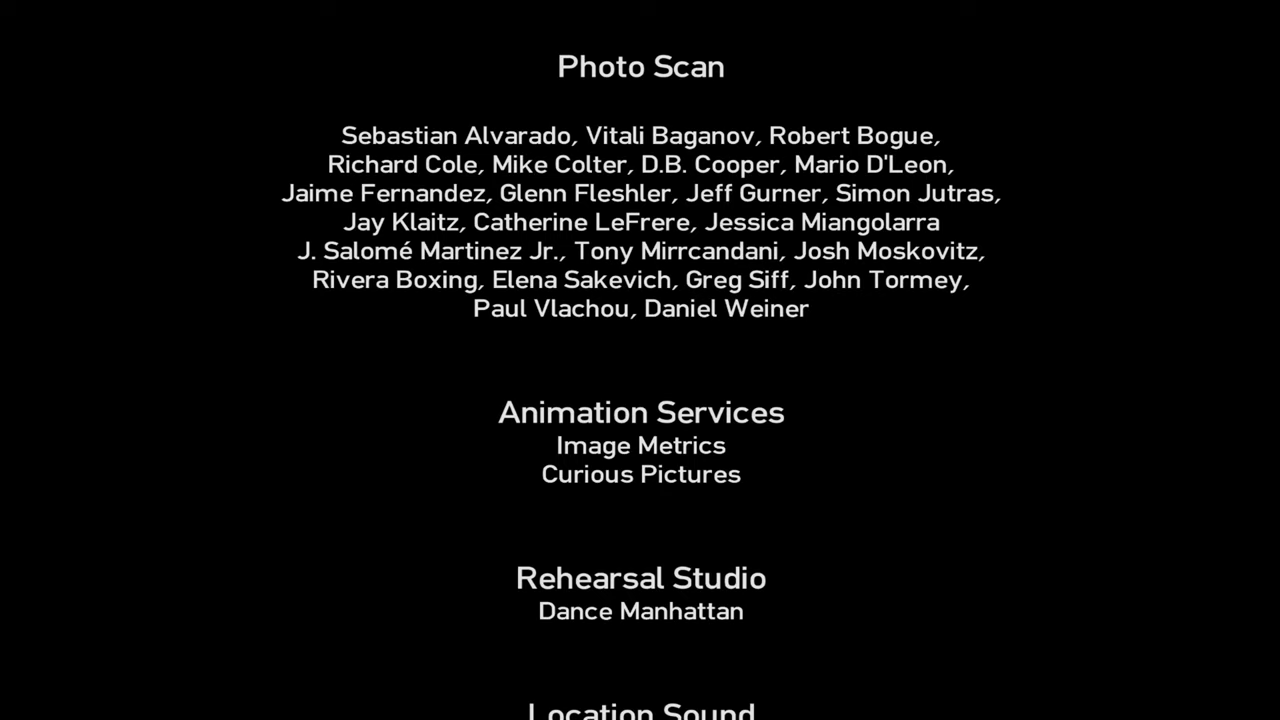 Photo Scan
Sebastian Alvarado, Vitali Baganov, Robert Bogue,
Richard Cole, Mike Colter, D.B. Cooper, Mario D'Leon,
Jaime Fernandez, Glenn Fleshler, Jeff Gurner, Simon Jutras,
Jay Klaitz, Catherine LeFrere, Jessica Miangolarra
J. Salomé Martinez Jr., Tony Mirrcandani, Josh Moskovitz,
Rivera Boxing, Elena Sakevich, Greg Siff, John Tormey,
Paul Vlachou, Daniel Weiner
Animation Services
Image Metrics
Curious Pictures
Rehearsal Studio
Dance Manhattan
Location Sound